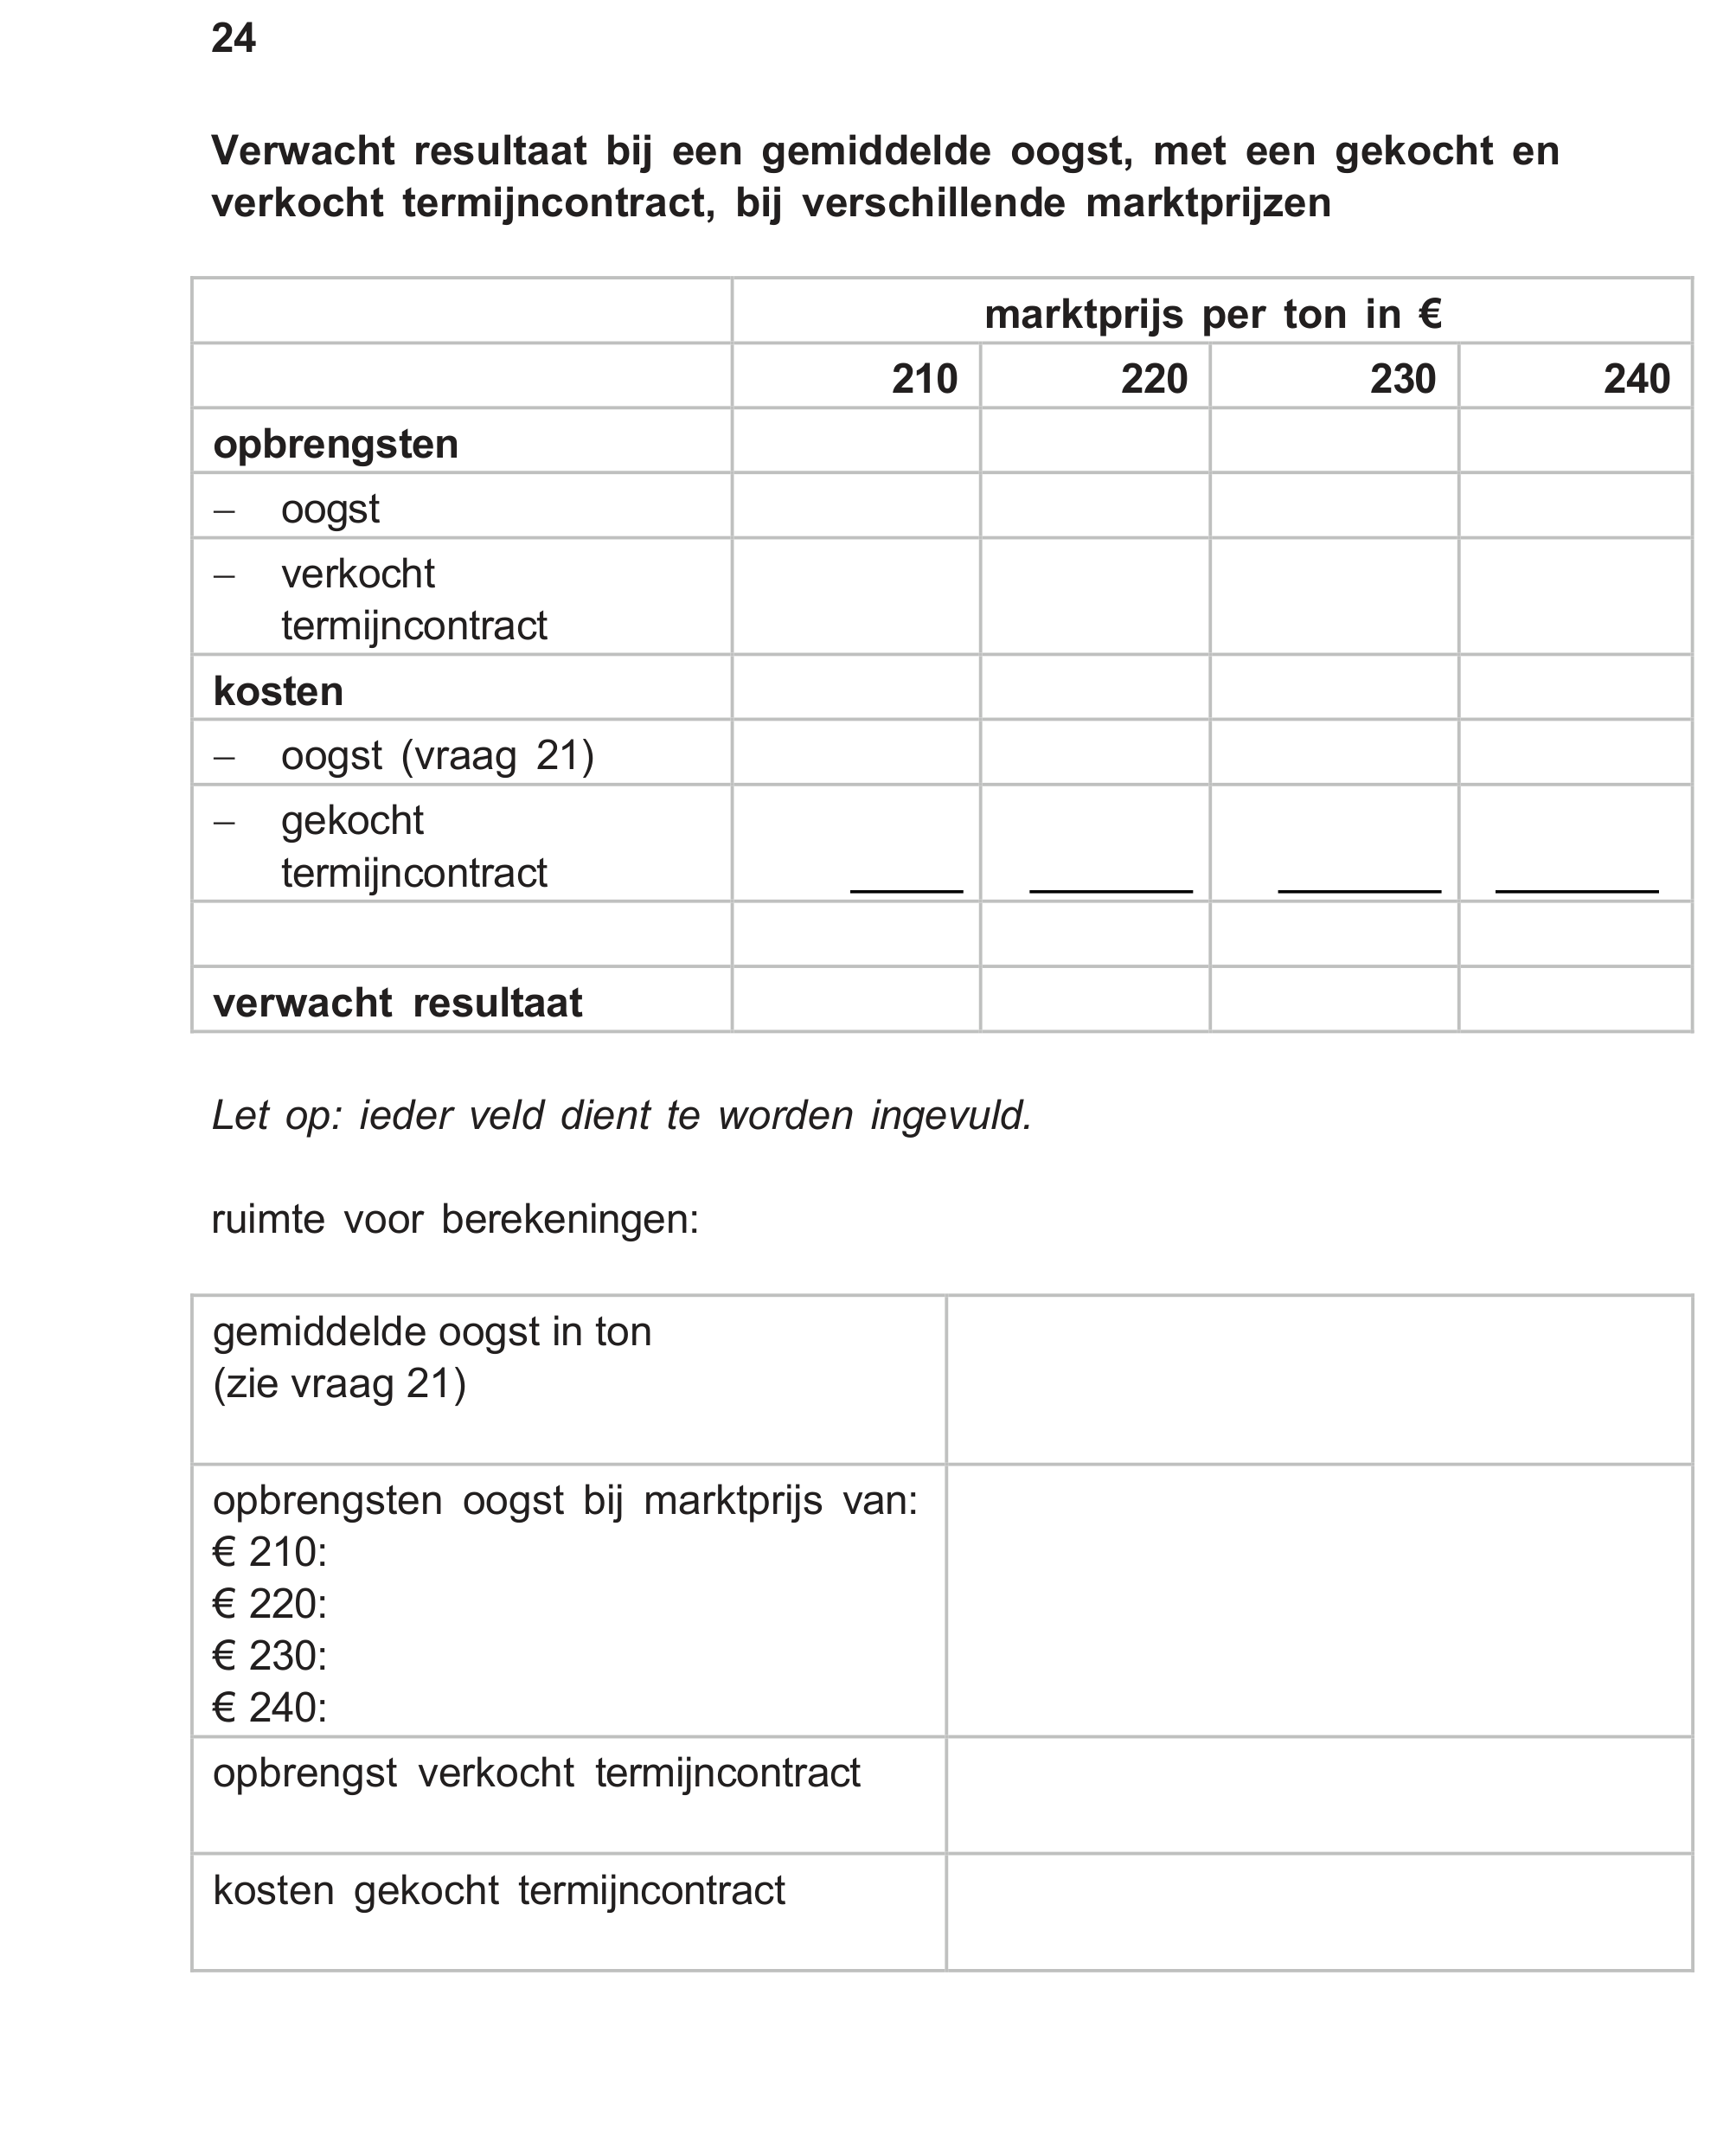 24
Verwacht resultaat bij een gemiddelde oogst, met een gekocht en
verkocht termijncontract, bij verschillende marktprijzen
marktprijs per ton in €
210 220 230 240
opbrengsten
– oogst
– verkocht
termijncontract
kosten
– oogst (vraag 21)
– gekocht
termijncontract
verwacht resultaat
Let op: ieder veld dient te worden ingevuld.
ruimte voor berekeningen:
gemiddelde oogst in ton
(zie vraag 21)
opbrengsten oogst bij marktprijs van:
€ 210:
€ 220:
€ 230:
€ 240:
opbrengst verkocht termijncontract
kosten gekocht termijncontract